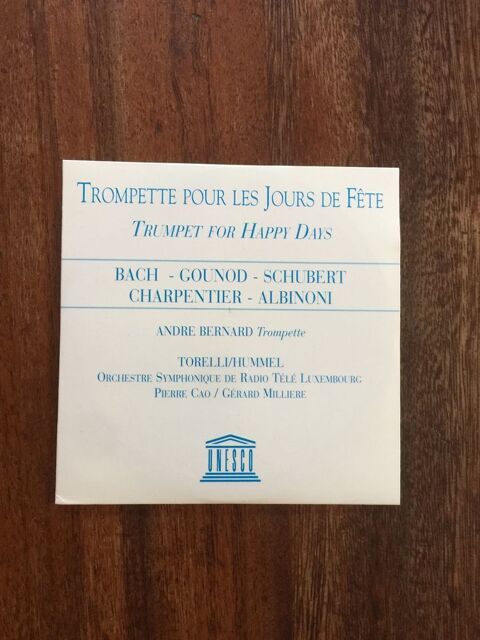 TROMPETTE POUR LES JOURS DE FÊTE
TRUMPET FOR HAPPY DAYS
BACH - GOUNOD - SCHUBERT
CHARPENTIER - ALBINONI
ANDRE BERNARD Trompette
TORELLI/HUMMEL
ORCHESTRE SYMPHONIQUE DE RADIO TÉLÉ LUXEMBOURG
PIERRE CAO / GÉRARD MILLIERE
UNESCO